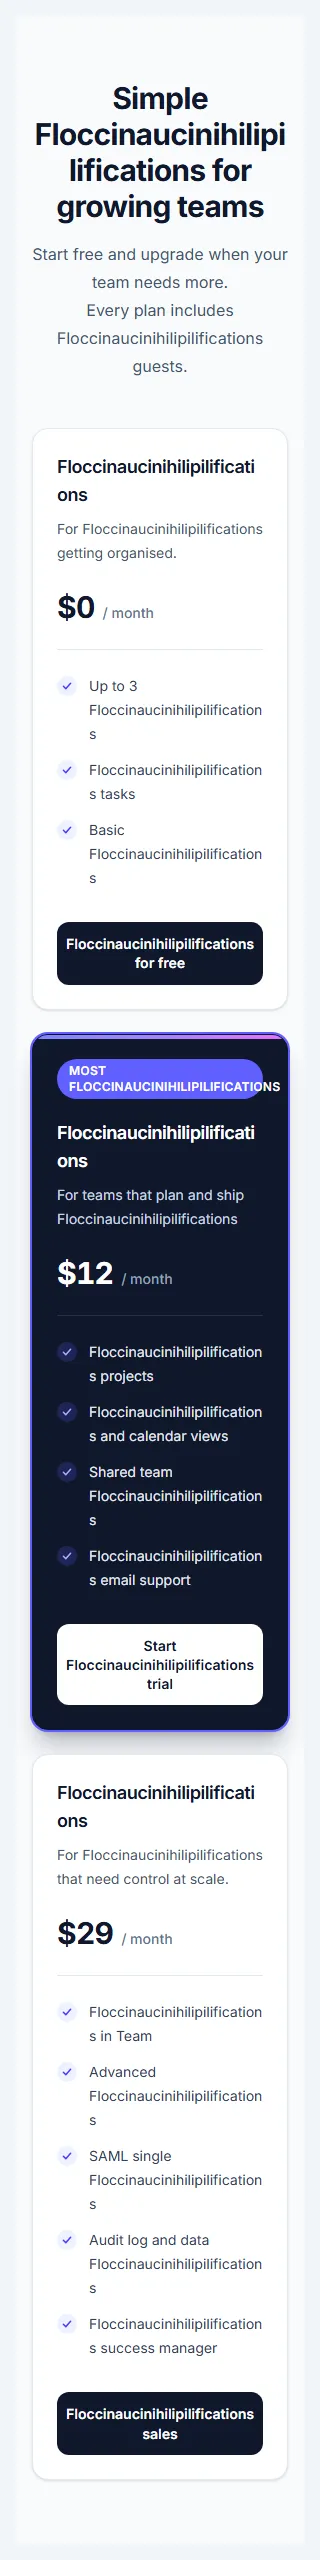 Simple
Floccinaucinihilipi
lifications for
growing teams
Start free and upgrade when your
team needs more.
Every plan includes
Floccinaucinihilipilifications
guests.
Floccinaucinihilipilificati
ons
For Floccinaucinihilipilifications
getting organised.
$0 / month
Up to 3
Floccinaucinihilipilification
s
Floccinaucinihilipilification
s tasks
Basic
Floccinaucinihilipilification
s
Floccinaucinihilipilifications
for free
MOST
FLOCCINAUCINIHILIPILIFICATIONS
Floccinaucinihilipilificati
ons
For teams that plan and ship
Floccinaucinihilipilifications
$12 / month
Floccinaucinihilipilification
s projects
Floccinaucinihilipilification
s and calendar views
Shared team
Floccinaucinihilipilification
s
Floccinaucinihilipilification
s email support
Start
Floccinaucinihilipilifications
trial
Floccinaucinihilipilificati
ons
For Floccinaucinihilipilifications
that need control at scale.
$29 / month
Floccinaucinihilipilification
s in Team
Advanced
Floccinaucinihilipilification
s
SAML single
Floccinaucinihilipilification
s
Audit log and data
Floccinaucinihilipilification
s
Floccinaucinihilipilification
s success manager
Floccinaucinihilipilifications
sales